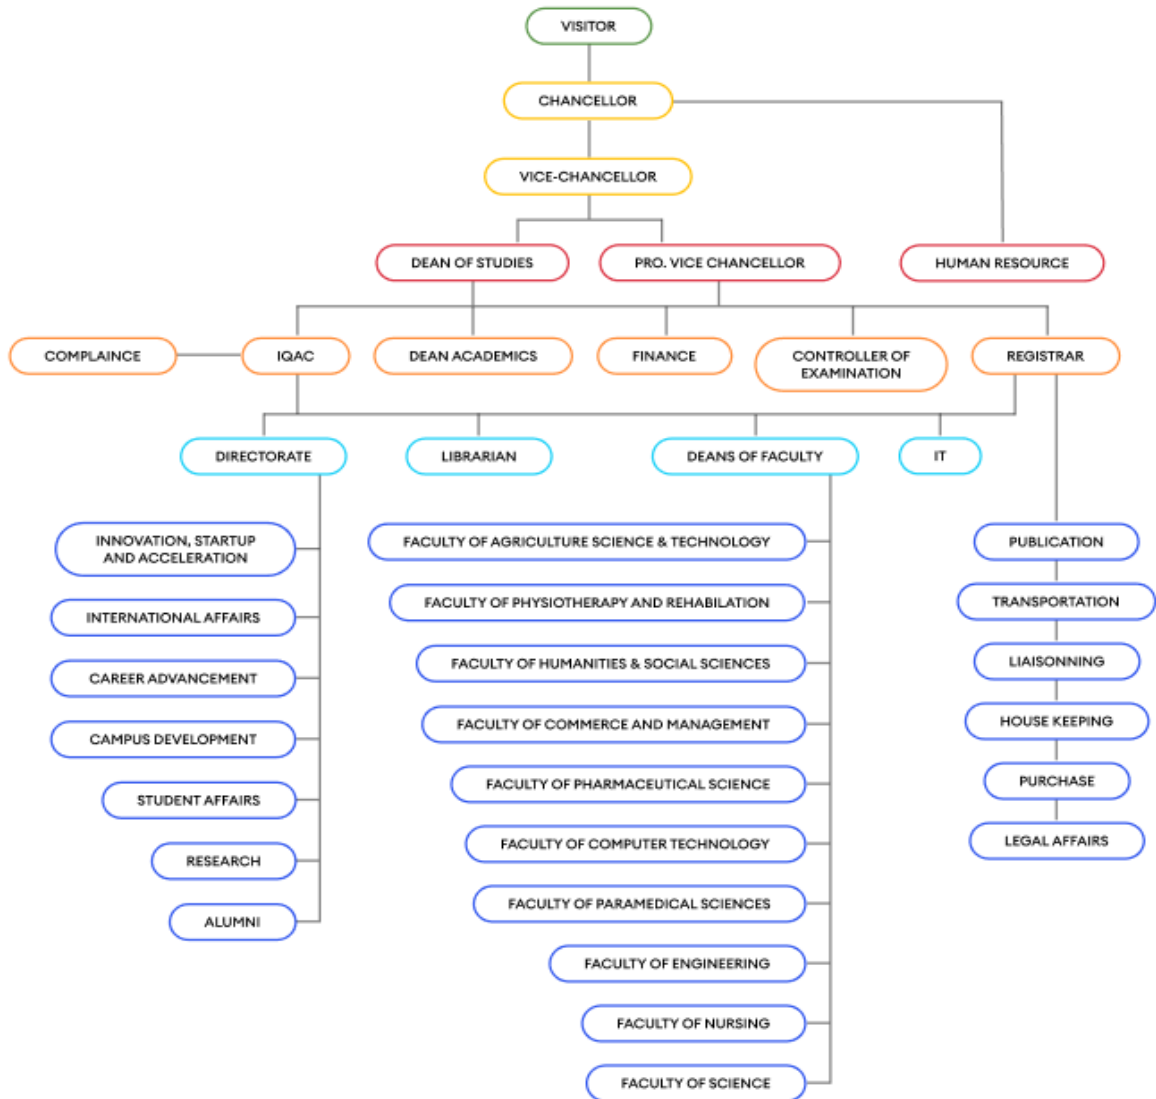 VISITOR
CHANCELLOR
VICE-CHANCELLOR
DEAN OF STUDIES
PRO. VICE CHANCELLOR
HUMAN RESOURCE
COMPLAINCE
IQAC
DEAN ACADEMICS
FINANCE
CONTROLLER OF
EXAMINATION
REGISTRAR
DIRECTORATE
LIBRARIAN
DEANS OF FACULTY
IT
INNOVATION, STARTUP
AND ACCELERATION
INTERNATIONAL AFFAIRS
CAREER ADVANCEMENT
CAMPUS DEVELOPMENT
STUDENT AFFAIRS
RESEARCH
ALUMNI
FACULTY OF AGRICULTURE SCIENCE & TECHNOLOGY
FACULTY OF PHYSIOTHERAPY AND REHABILATION
FACULTY OF HUMANITIES & SOCIAL SCIENCES
FACULTY OF COMMERCE AND MANAGEMENT
FACULTY OF PHARMACEUTICAL SCIENCE
FACULTY OF COMPUTER TECHNOLOGY
FACULTY OF PARAMEDICAL SCIENCES
FACULTY OF ENGINEERING
FACULTY OF NURSING
FACULTY OF SCIENCE
PUBLICATION
TRANSPORTATION
LIAISONNING
HOUSE KEEPING
PURCHASE
LEGAL AFFAIRS